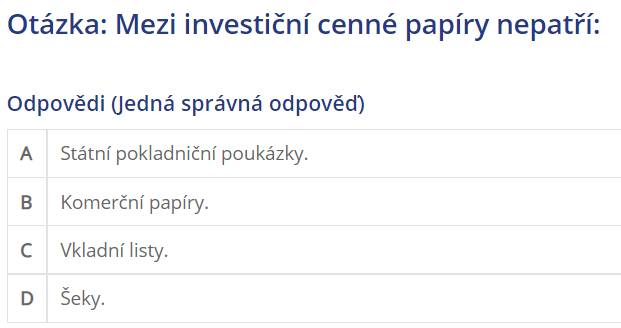 Otázka: Mezi investiční cenné papíry nepatří:
Odpovědi (Jedná správná odpověď)
A Státní pokladniční poukázky.
B Komerční papíry.
C Vkladní listy.
D Šeky.